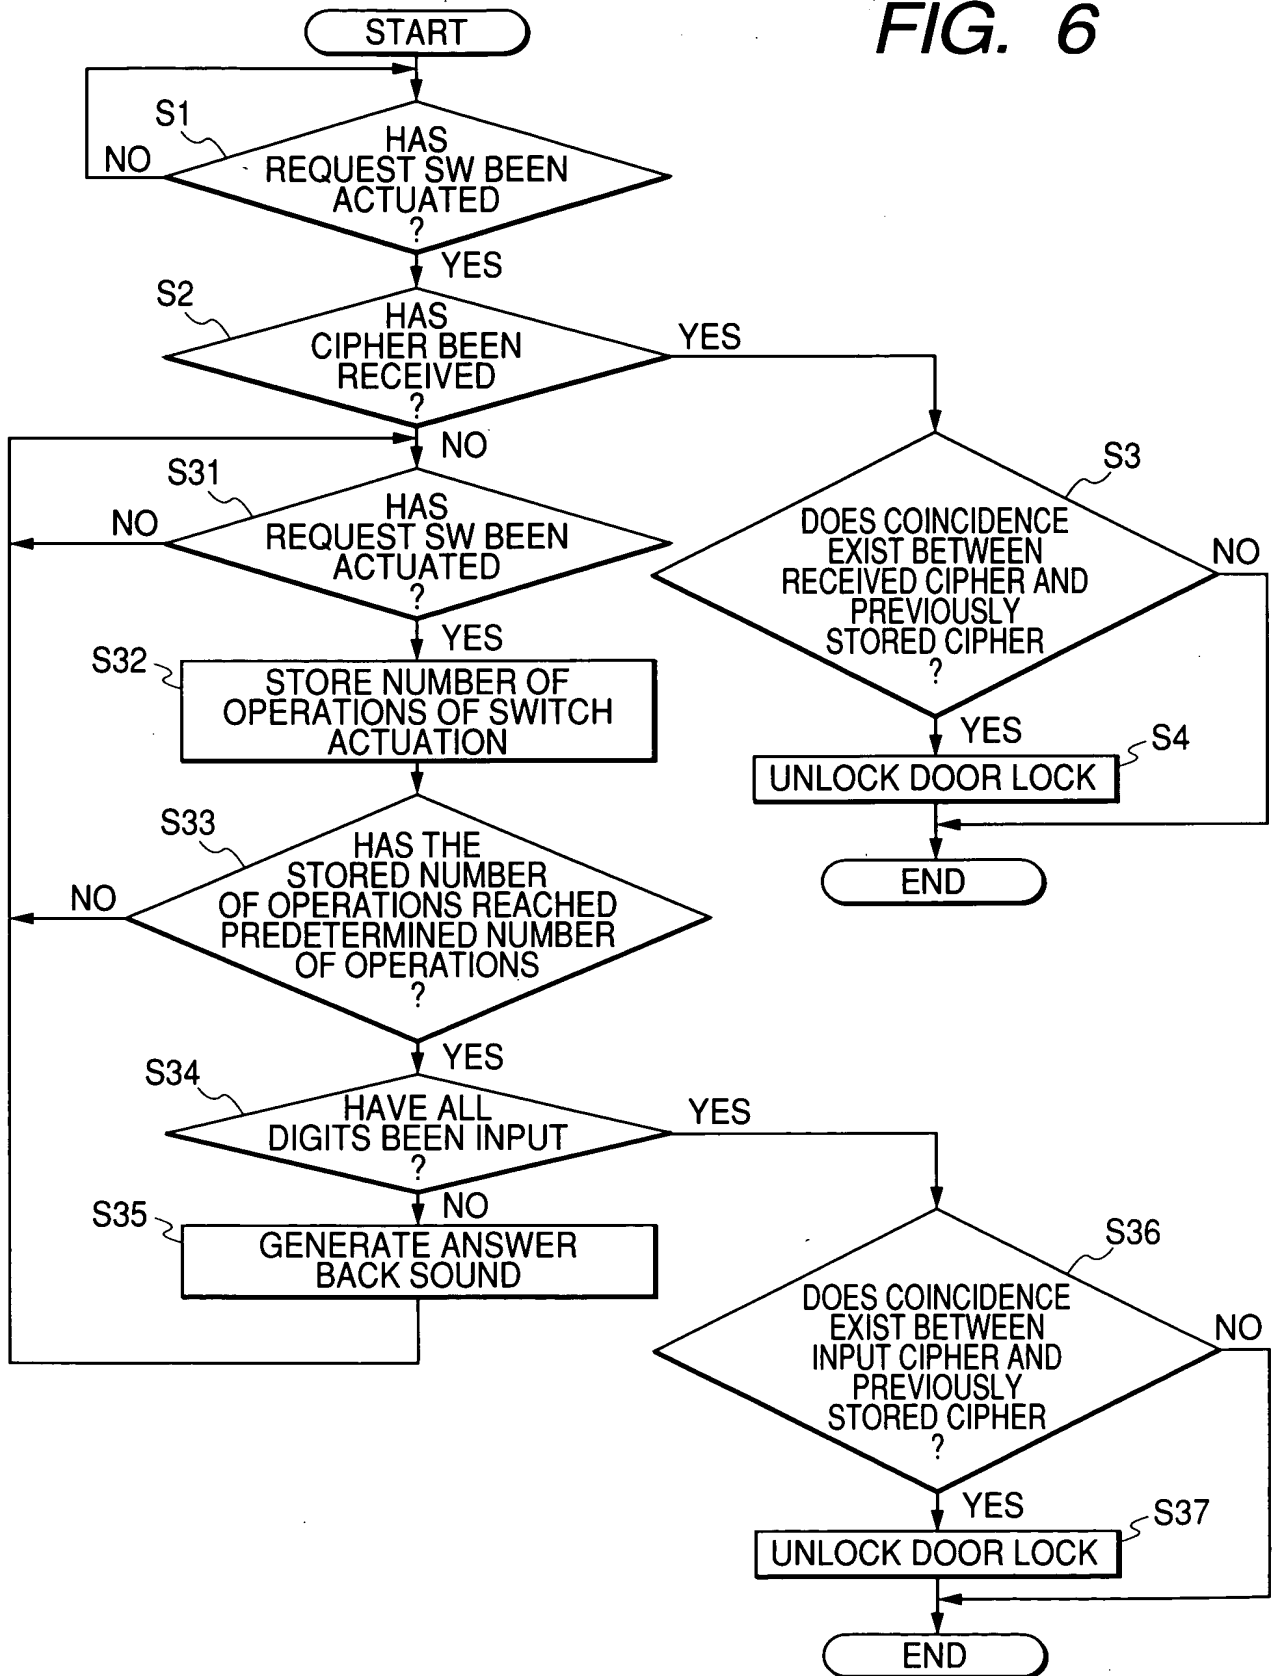 FIG. 6
START
S1
HAS
REQUEST SW BEEN
ACTUATED
?
NO
YES
S2
HAS
CIPHER BEEN
RECEIVED
?
YES
NO
S31
HAS
REQUEST SW BEEN
ACTUATED
?
NO
YES
S3
DOES COINCIDENCE
EXIST BETWEEN
RECEIVED CIPHER AND
PREVIOUSLY
STORED CIPHER
?
NO
YES
S32
STORE NUMBER OF
OPERATIONS OF SWITCH
ACTUATION
S4
UNLOCK DOOR LOCK
END
S33
HAS THE
STORED NUMBER
OF OPERATIONS REACHED
PREDETERMINED NUMBER
OF OPERATIONS
?
NO
YES
S34
HAVE ALL
DIGITS BEEN INPUT
?
YES
NO
S35
GENERATE ANSWER
BACK SOUND
S36
DOES COINCIDENCE
EXIST BETWEEN
INPUT CIPHER AND
PREVIOUSLY
STORED CIPHER
?
NO
YES
S37
UNLOCK DOOR LOCK
END